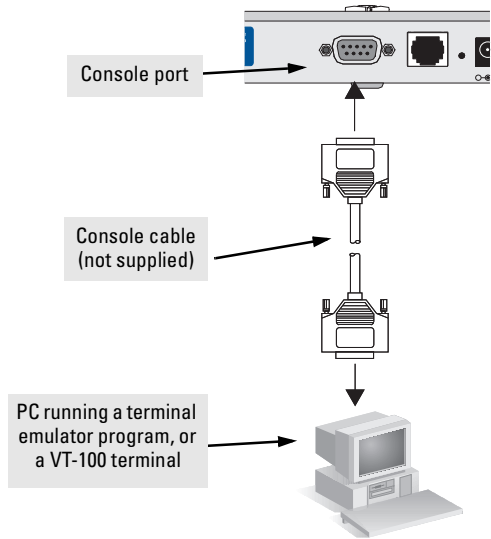 Console port
Console cable
(not supplied)
PC running a terminal
emulator program, or
a VT-100 terminal